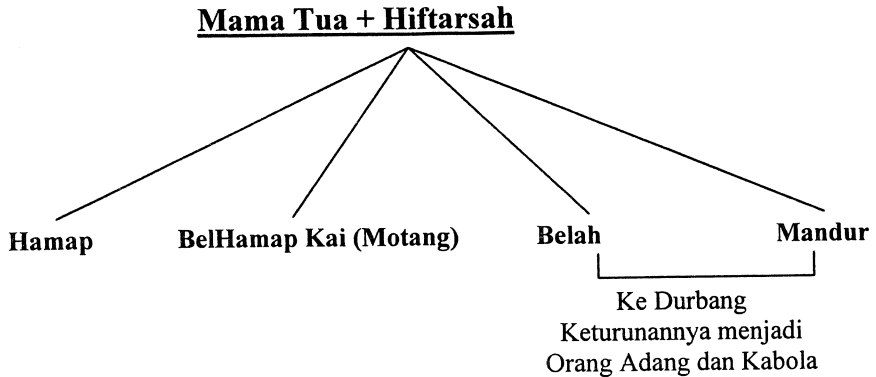 Mama Tua + Hiftarsah
Hamap BelHamap Kai (Motang) Belah Mandur
Ke Durbang
Keturunannya menjadi
Orang Adang dan Kabola